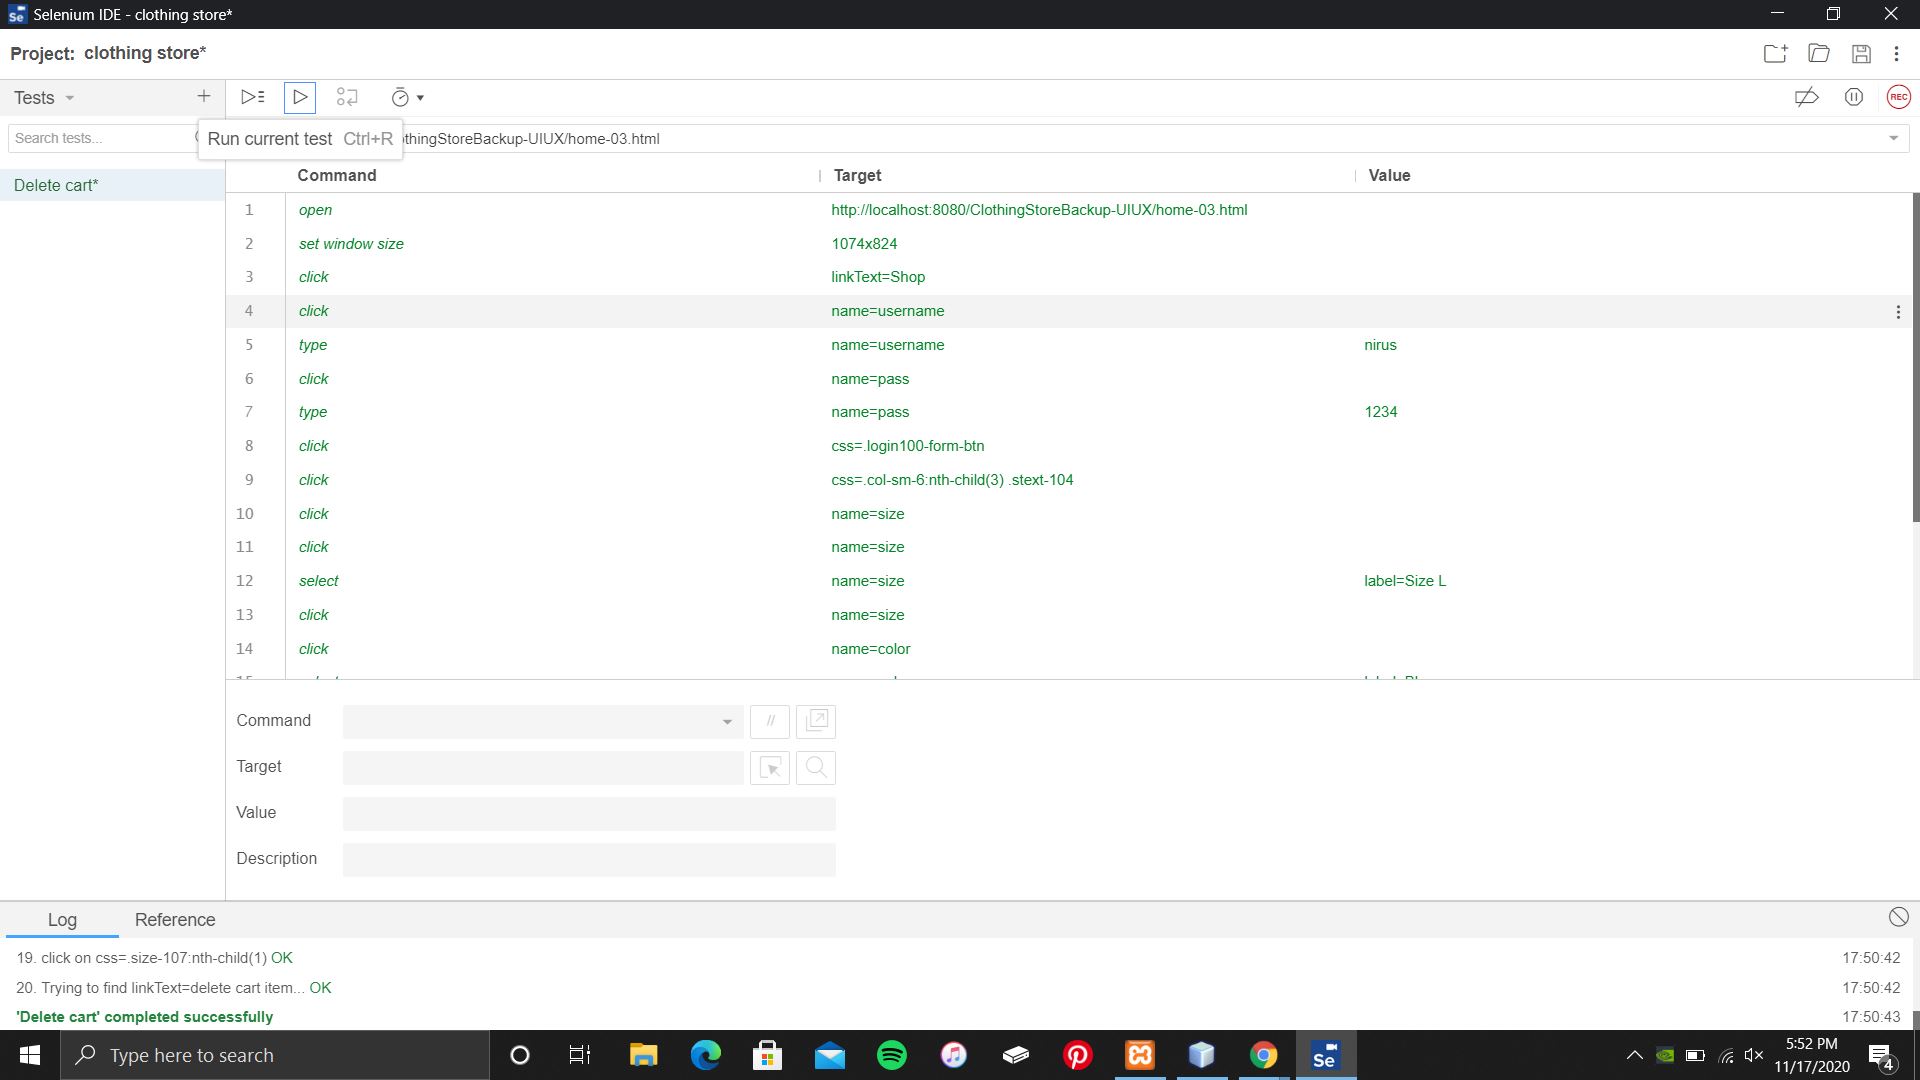 Se Selenium IDE - clothing store*
Project: clothing store*
Tests
REC
Search tests...
Run current test Ctrl+R
thingStoreBackup-UIUX/home-03.html
Command Target Value
Delete cart*
1 open http://localhost:8080/ClothingStoreBackup-UIUX/home-03.html
2 set window size 1074x824
3 click linkText=Shop
4 click name=username
5 type name=username nirus
6 click name=pass
7 type name=pass 1234
8 click css=.login100-form-btn
9 click css=.col-sm-6:nth-child(3) .stext-104
10 click name=size
11 click name=size
12 select name=size label=Size L
13 click name=size
14 click name=color
Command //
Target
Value
Description
Log Reference
19. click on css=.size-107:nth-child(1) OK 17:50:42
20. Trying to find linkText=delete cart item... OK 17:50:42
'Delete cart' completed successfully 17:50:43
Type here to search
Se
5:52 PM
11/17/2020
4